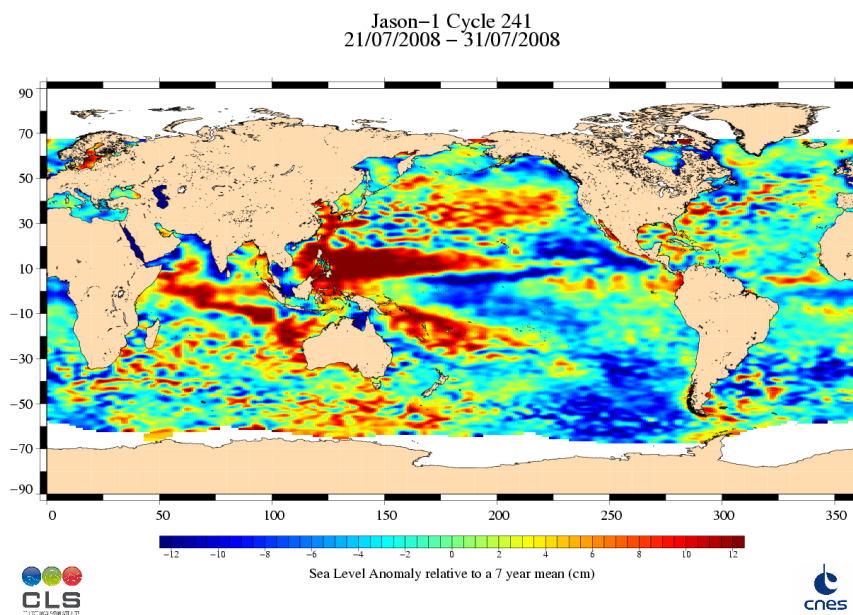 Jason-1 Cycle 241
21/07/2008 - 31/07/2008
90
70
50
30
10
-10
-30
-50
-70
-90
0 50 100 150 200 250 300 350
-12 -10 -8 -6 -4 -2 0 2 4 6 8 10 12
Sea Level Anomaly relative to a 7 year mean (cm)
CLS
cnes